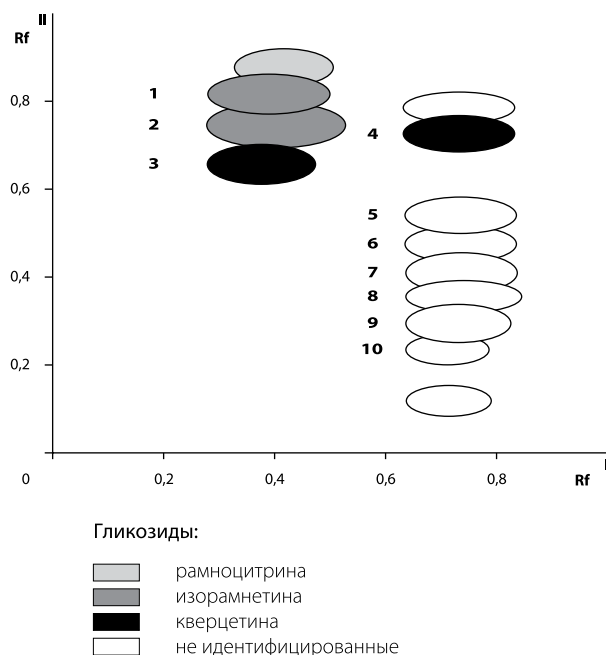 II
Rf
0,8
0,6
0,4
0,2
0
0,2
0,4
0,6
0,8
I
Rf
1
2
3
4
5
6
7
8
9
10
Гликозиды:
рамноцитрина
изорамнетина
кверцетина
не идентифицированные